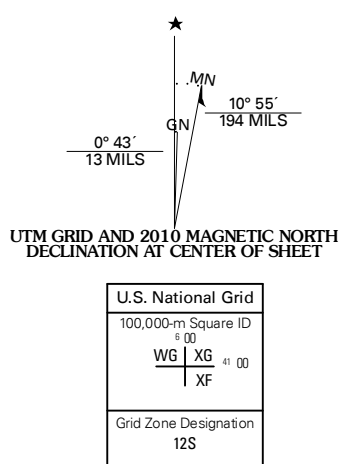 ★
MN
10° 55´
194 MILS
GN
0° 43´
13 MILS
UTM GRID AND 2010 MAGNETIC NORTH
DECLINATION AT CENTER OF SHEET
U.S. National Grid
100,000-m Square ID
6 00
WG XG 41 00
XF
Grid Zone Designation
12S